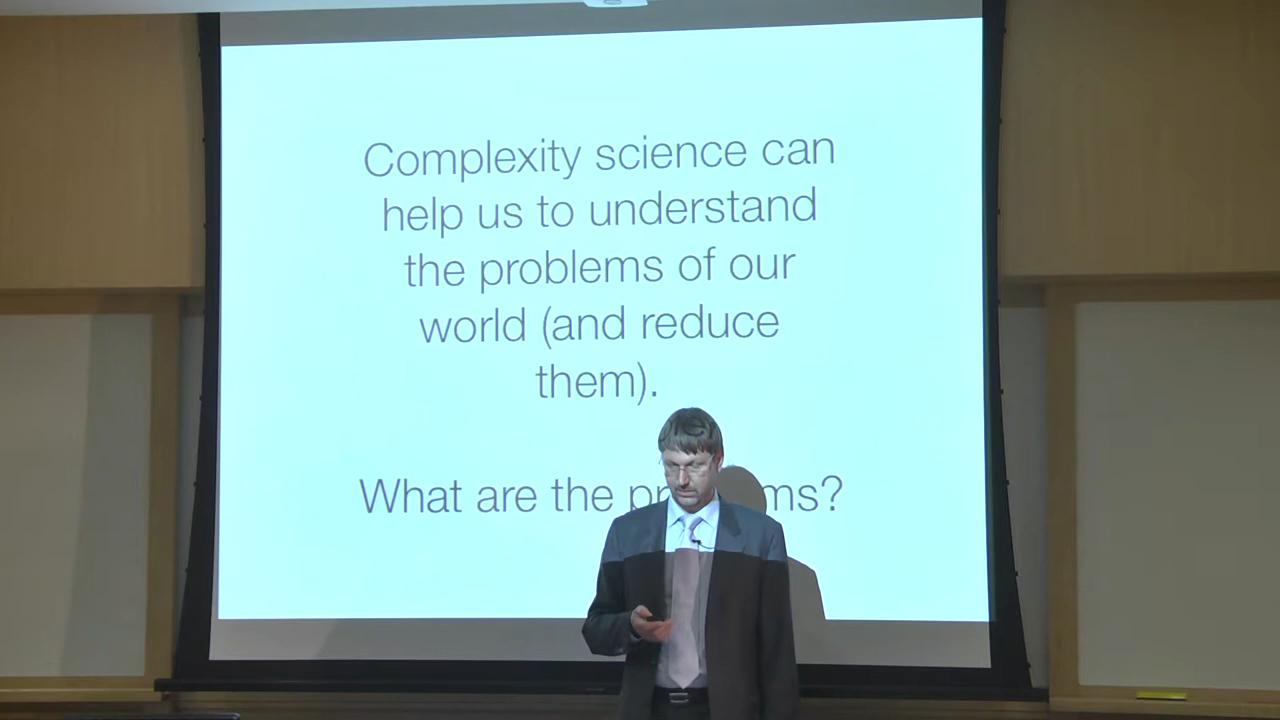 Complexity science can
help us to understand
the problems of our
world (and reduce
them).
What are the